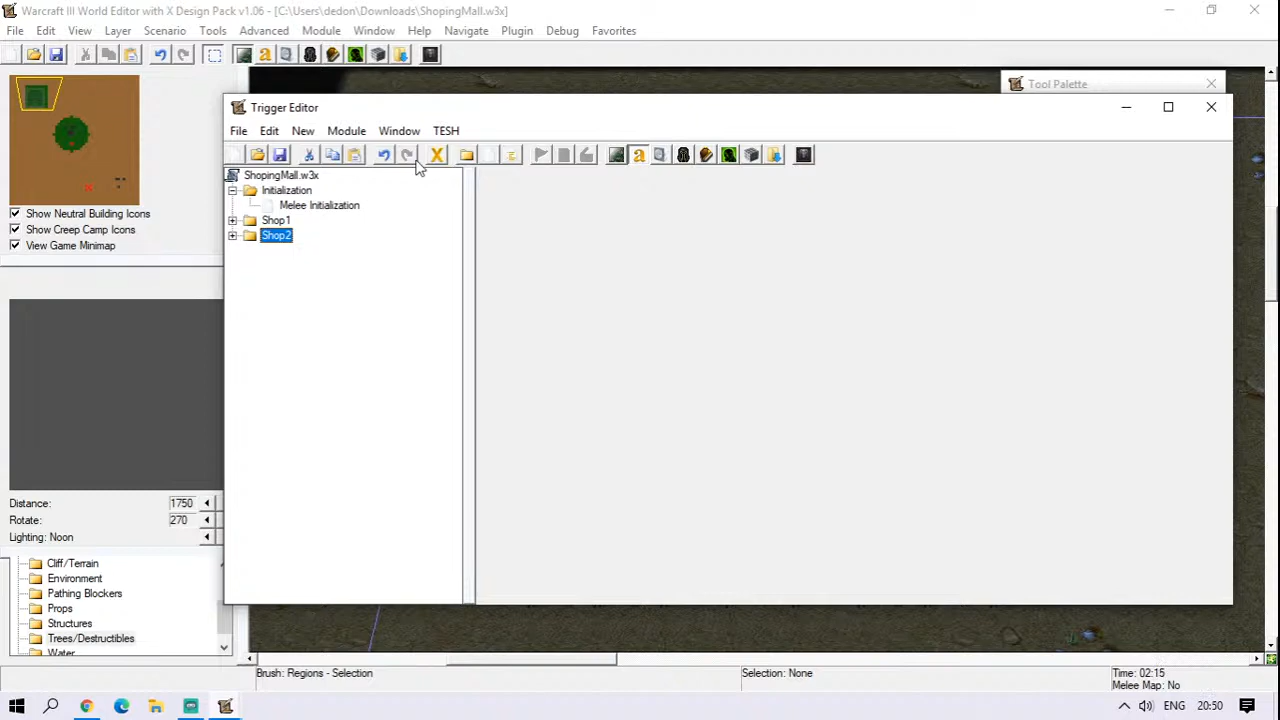 Warcraft III World Editor with X Design Pack v1.06 - [C:\Users\dedon\Downloads\ShopingMall.w3x]
File Edit View Layer Scenario Tools Advanced Module Window Help Navigate Plugin Debug Favorites
Tool Palette
Trigger Editor
File Edit New Module Window TESH
ShopingMall.w3x
Initialization
Melee Initialization
Shop1
Shop2
Show Neutral Building Icons
Show Creep Camp Icons
View Game Minimap
Distance: 1750
Rotate: 270
Lighting: Noon
Cliff/Terrain
Environment
Pathing Blockers
Props
Structures
Trees/Destructibles
Water
Brush: Regions - Selection
Selection: None
Time: 02:15
Melee Map: No
ENG 20:50